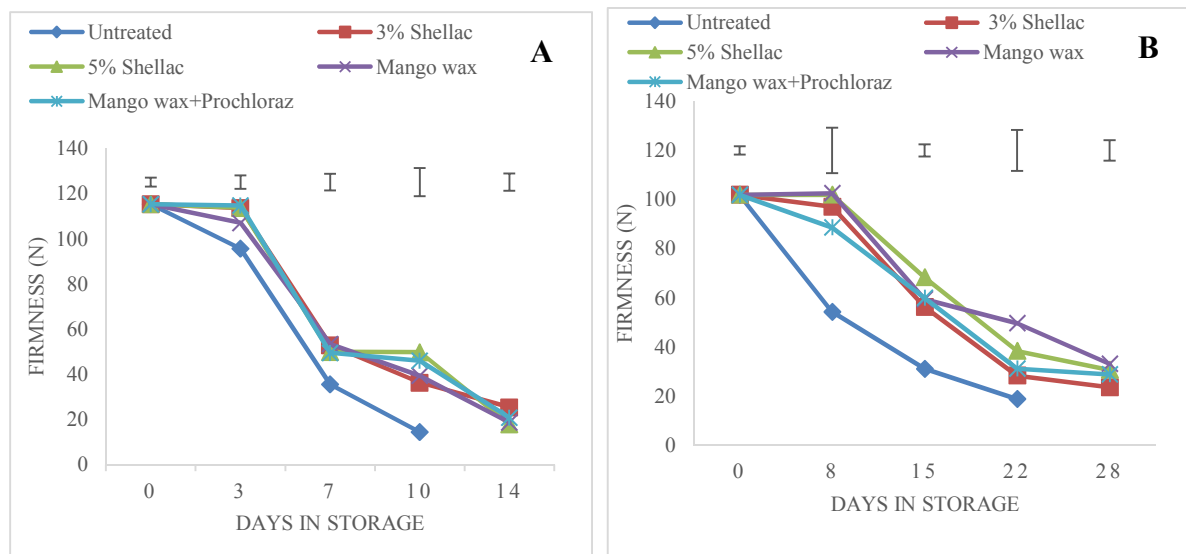 Untreated
3% Shellac
5% Shellac
Mango wax
Mango wax+Prochloraz
A
140
120
100
80
60
40
20
0
FIRMNESS (N)
0 3 7 10 14
DAYS IN STORAGE
Untreated
3% Shellac
5% Shellac
Mango wax
Mango wax+Prochloraz
B
140
120
100
80
60
40
20
0
FIRMNESS (N)
0 8 15 22 28
DAYS IN STORAGE